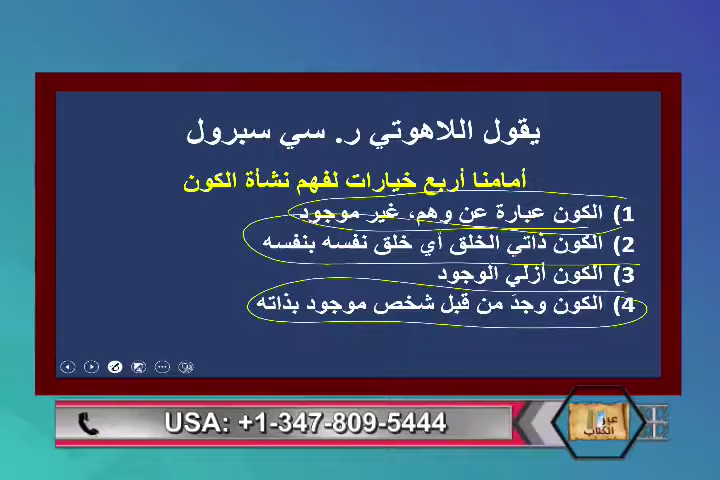 يقول اللاهوتي ر. سي سبرول
أمامنا أربع خيارات لفهم نشأة الكون
1) الكون عبارة عن وهم، غير موجود
2) الكون ذاتي الخلق أي خلق نفسه بنفسه
3) الكون أزلي الوجود
4) الكون وجدَ من قبل شخص موجود بذاته
USA: +1-347-809-5444
عبر الكتاب